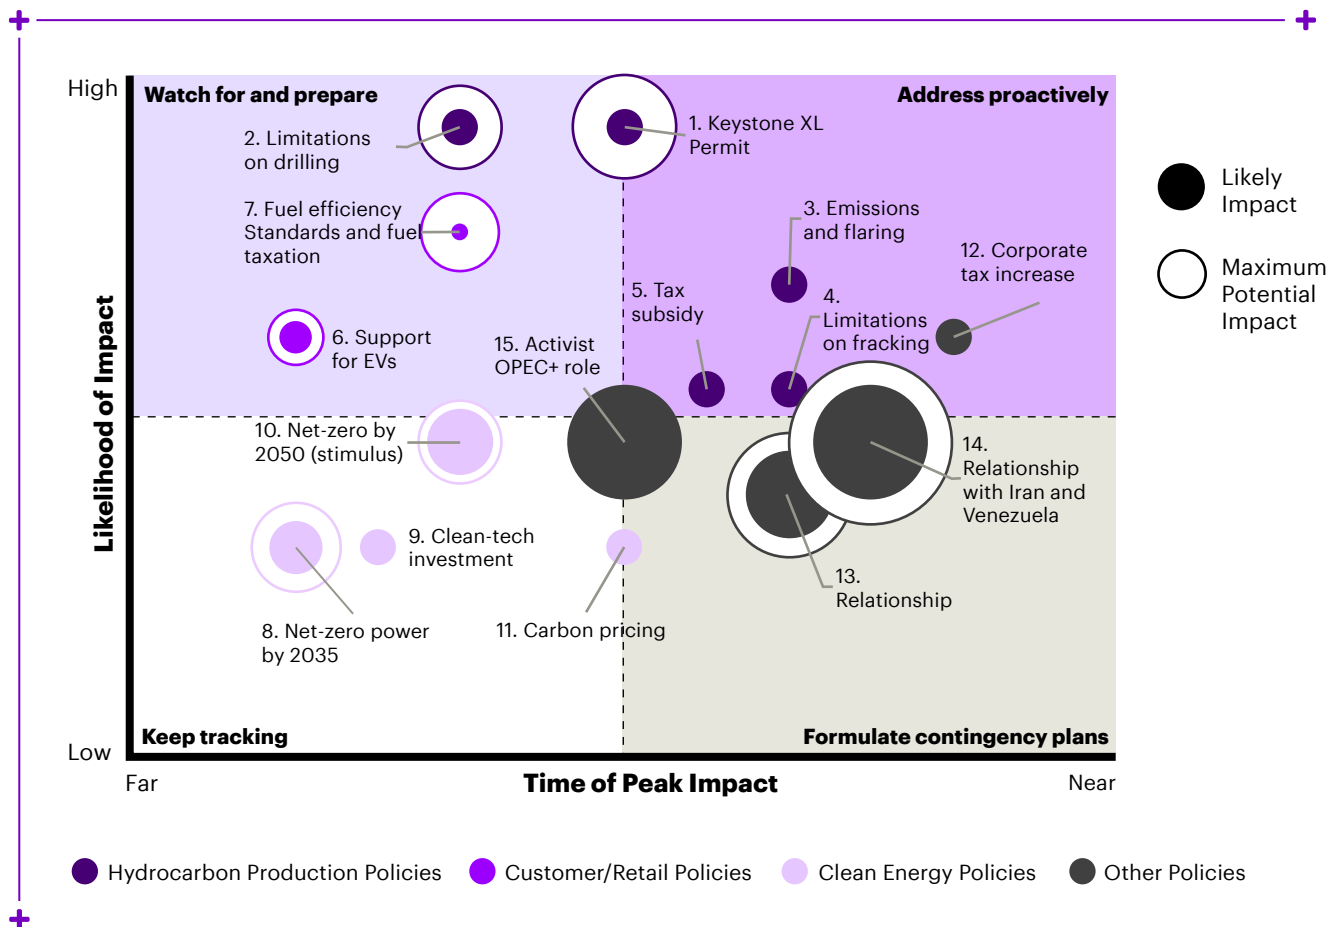 High
Watch for and prepare
Address proactively
2. Limitations
on drilling
1. Keystone XL
Permit
Likely
Impact
7. Fuel efficiency
Standards and fuel
taxation
3. Emissions
and flaring
12. Corporate
tax increase
Maximum
Potential
Impact
5. Tax
subsidy
4.
Limitations
on fracking
6. Support
for EVs
15. Activist
OPEC+ role
Likelihood of Impact
10. Net-zero by
2050 (stimulus)
14.
Relationship
with Iran and
Venezuela
9. Clean-tech
investment
13.
Relationship
8. Net-zero power
by 2035
11. Carbon pricing
Keep tracking
Formulate contingency plans
Low
Far
Time of Peak Impact
Near
Hydrocarbon Production Policies
Customer/Retail Policies
Clean Energy Policies
Other Policies